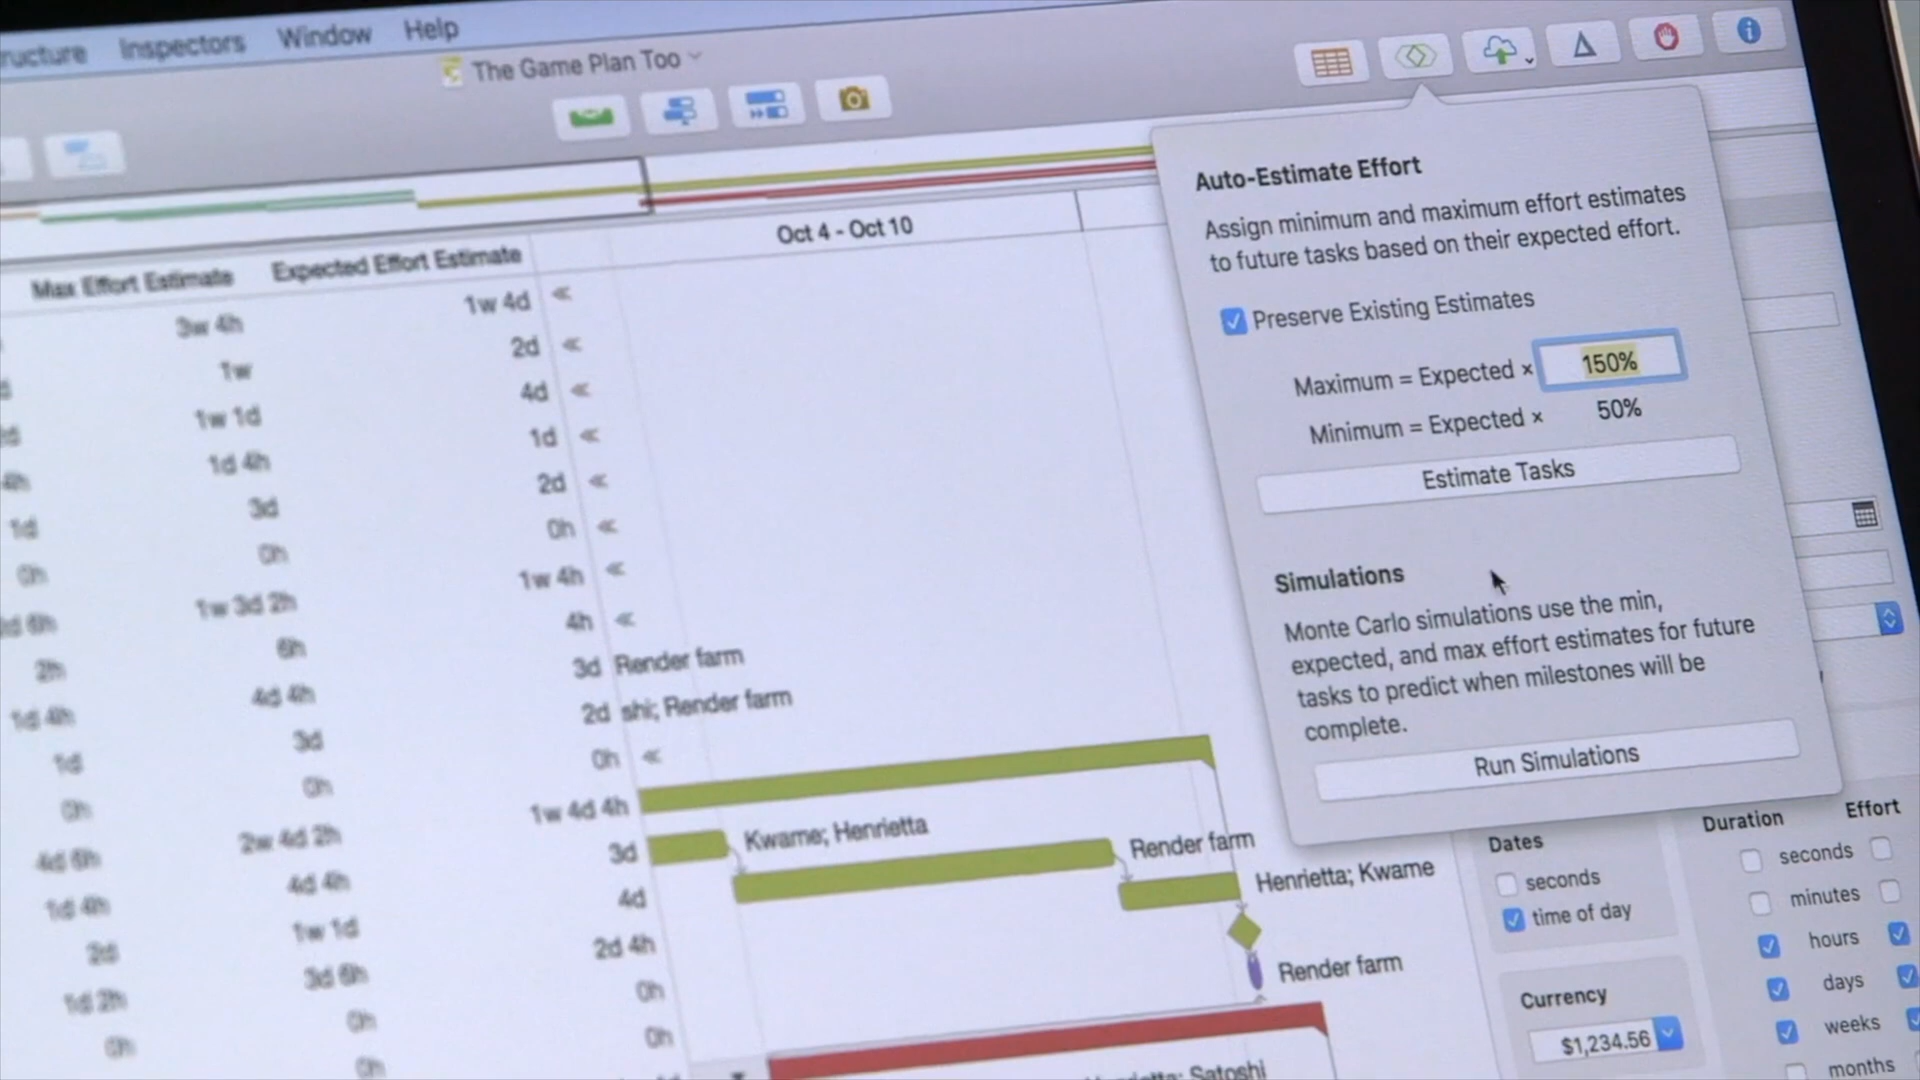 Inspectors Window Help
The Game Plan Too
Oct 4 - Oct 10
Max Effort Estimate Expected Effort Estimate
3w 4h 1w 4d
1w 2d
1w 1d 4d
1d 4h 1d
3d 2d
0h 0h
1w 3d 2h 1w 4h
6h 4h
4d 4h 3d Render farm
3d 2d shi; Render farm
0h 0h
2w 4d 2h 1w 4d 4h
4d 4h 3d Kwame; Henrietta
1w 1d 4d Render farm
3d 6h 2d 4h Henrietta; Kwame
0h 0h Render farm
0h 0h
Satoshi
Auto-Estimate Effort
Assign minimum and maximum effort estimates
to future tasks based on their expected effort.
Preserve Existing Estimates
Maximum = Expected × 150%
Minimum = Expected × 50%
Estimate Tasks
Simulations
Monte Carlo simulations use the min,
expected, and max effort estimates for future
tasks to predict when milestones will be
complete.
Run Simulations
Dates
seconds
time of day
Currency
$1,234.56
Duration Effort
seconds
minutes
hours
days
weeks
months